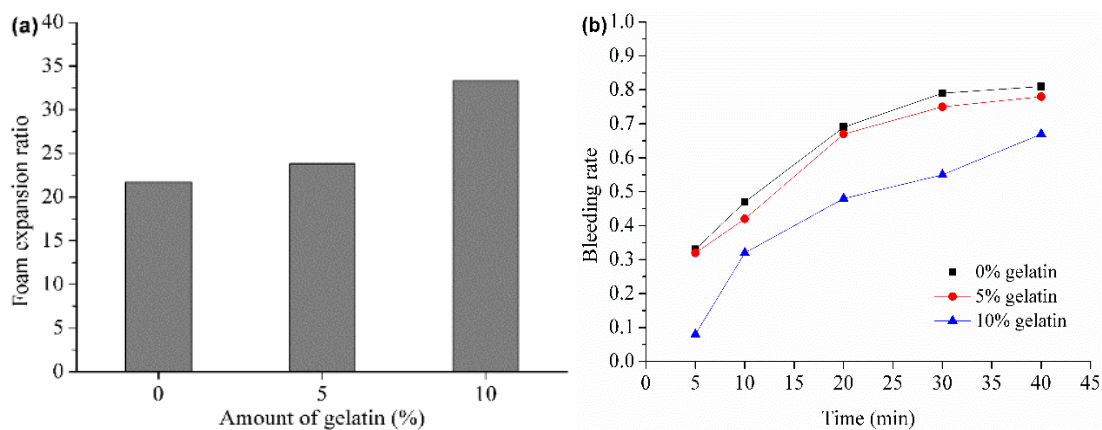 (a)
40
35
30
25
20
15
10
5
0
Foam expansion ratio
0 5 10
Amount of gelatin (%)
(b)
1.0
0.9
0.8
0.7
0.6
0.5
0.4
0.3
0.2
0.1
0.0
Bleeding rate
0% gelatin
5% gelatin
10% gelatin
0 5 10 15 20 25 30 35 40 45
Time (min)